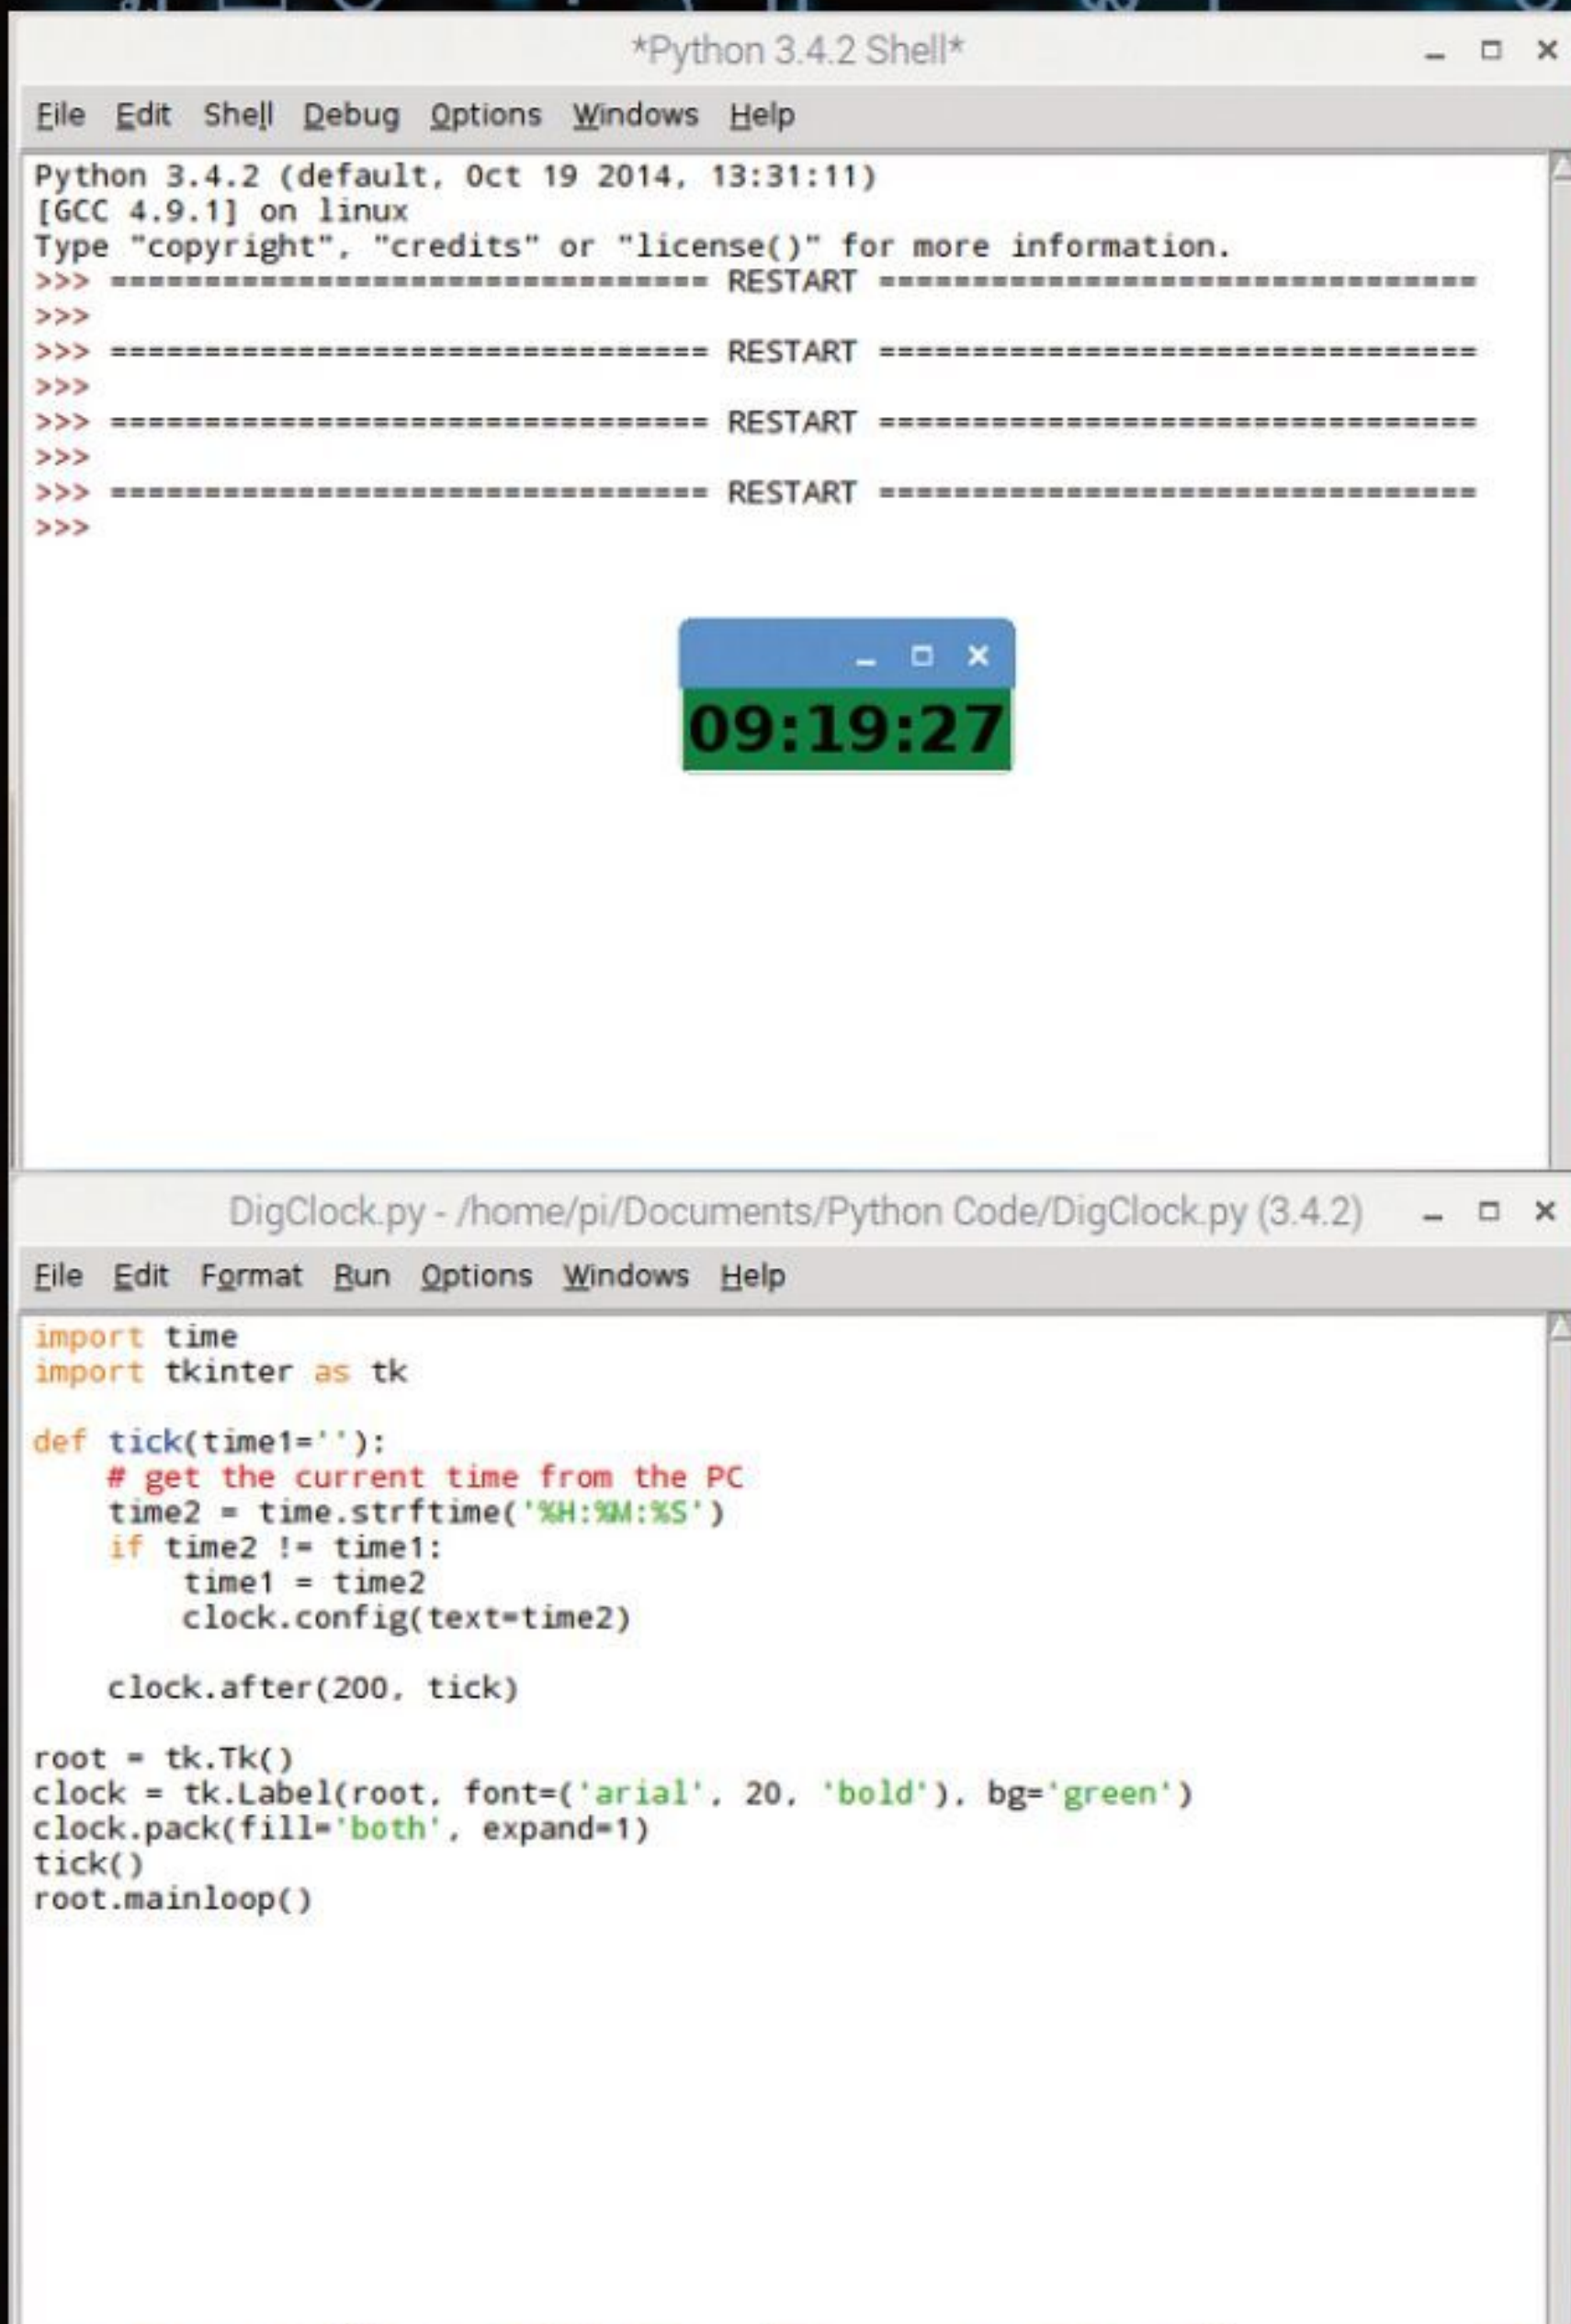 *Python 3.4.2 Shell*
File Edit Shell Debug Options Windows Help
Python 3.4.2 (default, Oct 19 2014, 13:31:11)
[GCC 4.9.1] on linux
Type "copyright", "credits" or "license()" for more information.
>>> ================================ RESTART ================================
>>>
>>> ================================ RESTART ================================
>>>
>>> ================================ RESTART ================================
>>>
>>> ================================ RESTART ================================
>>>
09:19:27
DigClock.py - /home/pi/Documents/Python Code/DigClock.py (3.4.2)
File Edit Format Run Options Windows Help
import time
import tkinter as tk
def tick(time1=''):
    # get the current time from the PC
    time2 = time.strftime('%H:%M:%S')
    if time2 != time1:
        time1 = time2
        clock.config(text=time2)
    clock.after(200, tick)
root = tk.Tk()
clock = tk.Label(root, font=('arial', 20, 'bold'), bg='green')
clock.pack(fill='both', expand=1)
tick()
root.mainloop()